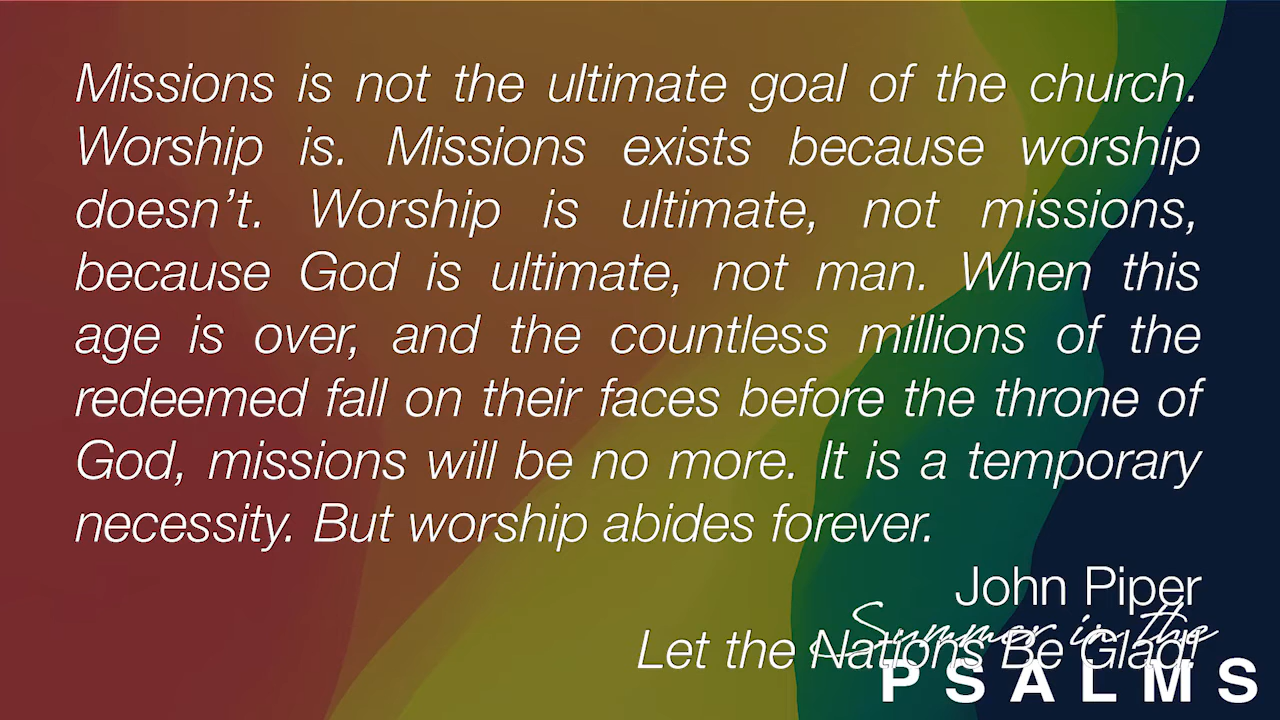 Missions is not the ultimate goal of the church.
Worship is. Missions exists because worship
doesn’t. Worship is ultimate, not missions,
because God is ultimate, not man. When this
age is over, and the countless millions of the
redeemed fall on their faces before the throne of
God, missions will be no more. It is a temporary
necessity. But worship abides forever.
John Piper
Summer in the
Let the Nations Be Glad!
PSALMS